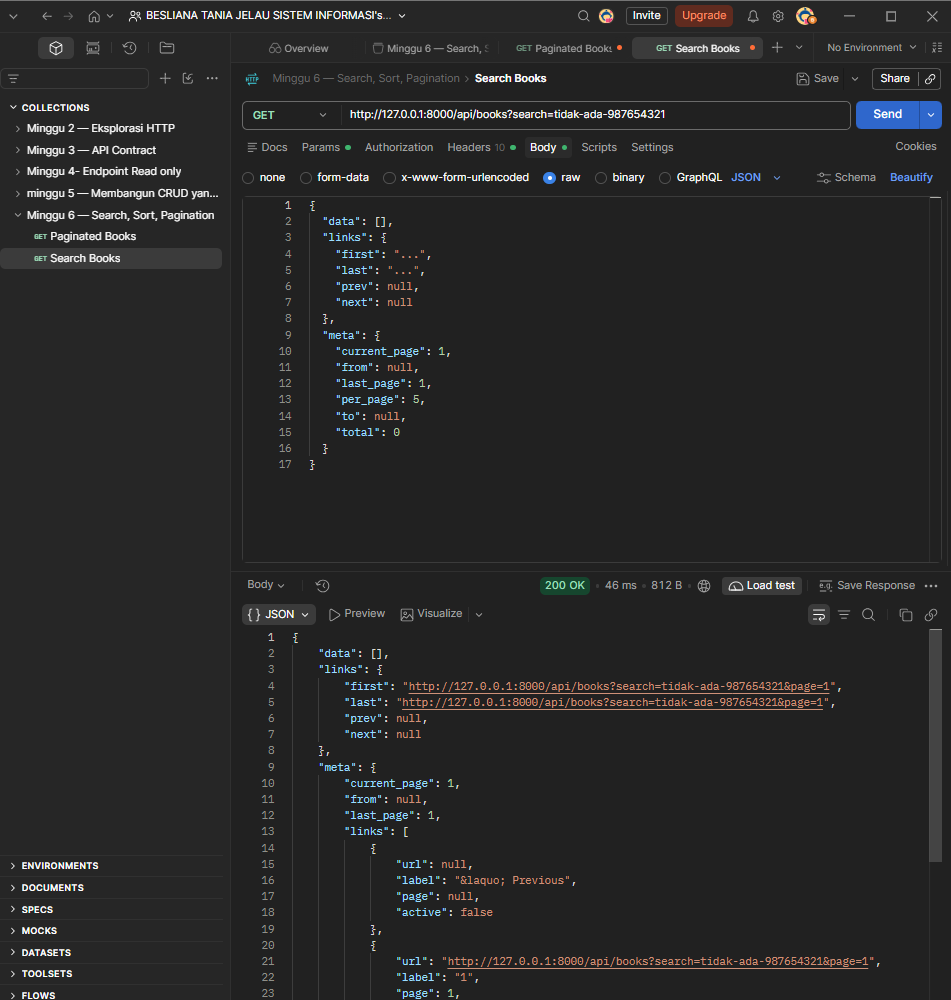 BESLIANA TANIA JELAU SISTEM INFORMASI's...
Invite
Upgrade
Overview
Minggu 6 — Search, S
GET Paginated Books
GET Search Books
No Environment
Minggu 6 — Search, Sort, Pagination > Search Books
Save
Share
COLLECTIONS
Minggu 2 — Eksplorasi HTTP
Minggu 3 — API Contract
Minggu 4- Endpoint Read only
minggu 5 — Membangun CRUD yan...
Minggu 6 — Search, Sort, Pagination
GET Paginated Books
GET Search Books
ENVIRONMENTS
DOCUMENTS
SPECS
MOCKS
DATASETS
TOOLSETS
FLOWS
GET
http://127.0.0.1:8000/api/books?search=tidak-ada-987654321
Send
Docs Params Authorization Headers 10 Body Scripts Settings
Cookies
none form-data x-www-form-urlencoded raw binary GraphQL JSON
Schema Beautify
1 {
2 "data": [],
3 "links": {
4 "first": "...",
5 "last": "...",
6 "prev": null,
7 "next": null
8 },
9 "meta": {
10 "current_page": 1,
11 "from": null,
12 "last_page": 1,
13 "per_page": 5,
14 "to": null,
15 "total": 0
16 }
17 }
Body
200 OK • 46 ms • 812 B
Load test
e.g. Save Response
{ } JSON Preview Visualize
1 {
2 "data": [],
3 "links": {
4 "first": "http://127.0.0.1:8000/api/books?search=tidak-ada-987654321&page=1",
5 "last": "http://127.0.0.1:8000/api/books?search=tidak-ada-987654321&page=1",
6 "prev": null,
7 "next": null
8 },
9 "meta": {
10 "current_page": 1,
11 "from": null,
12 "last_page": 1,
13 "links": [
14 {
15 "url": null,
16 "label": "&laquo; Previous",
17 "page": null,
18 "active": false
19 },
20 {
21 "url": "http://127.0.0.1:8000/api/books?search=tidak-ada-987654321&page=1",
22 "label": "1",
23 "page": 1,